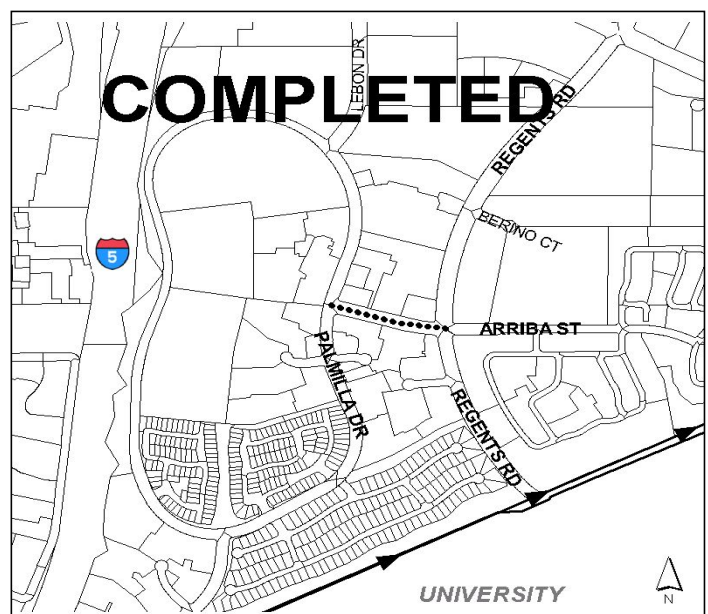 COMPLETED
LEBON DR
REGENTS RD
BERINO CT
5
ARRIBA ST
PALMILLA DR
REGENTS RD
UNIVERSITY
N